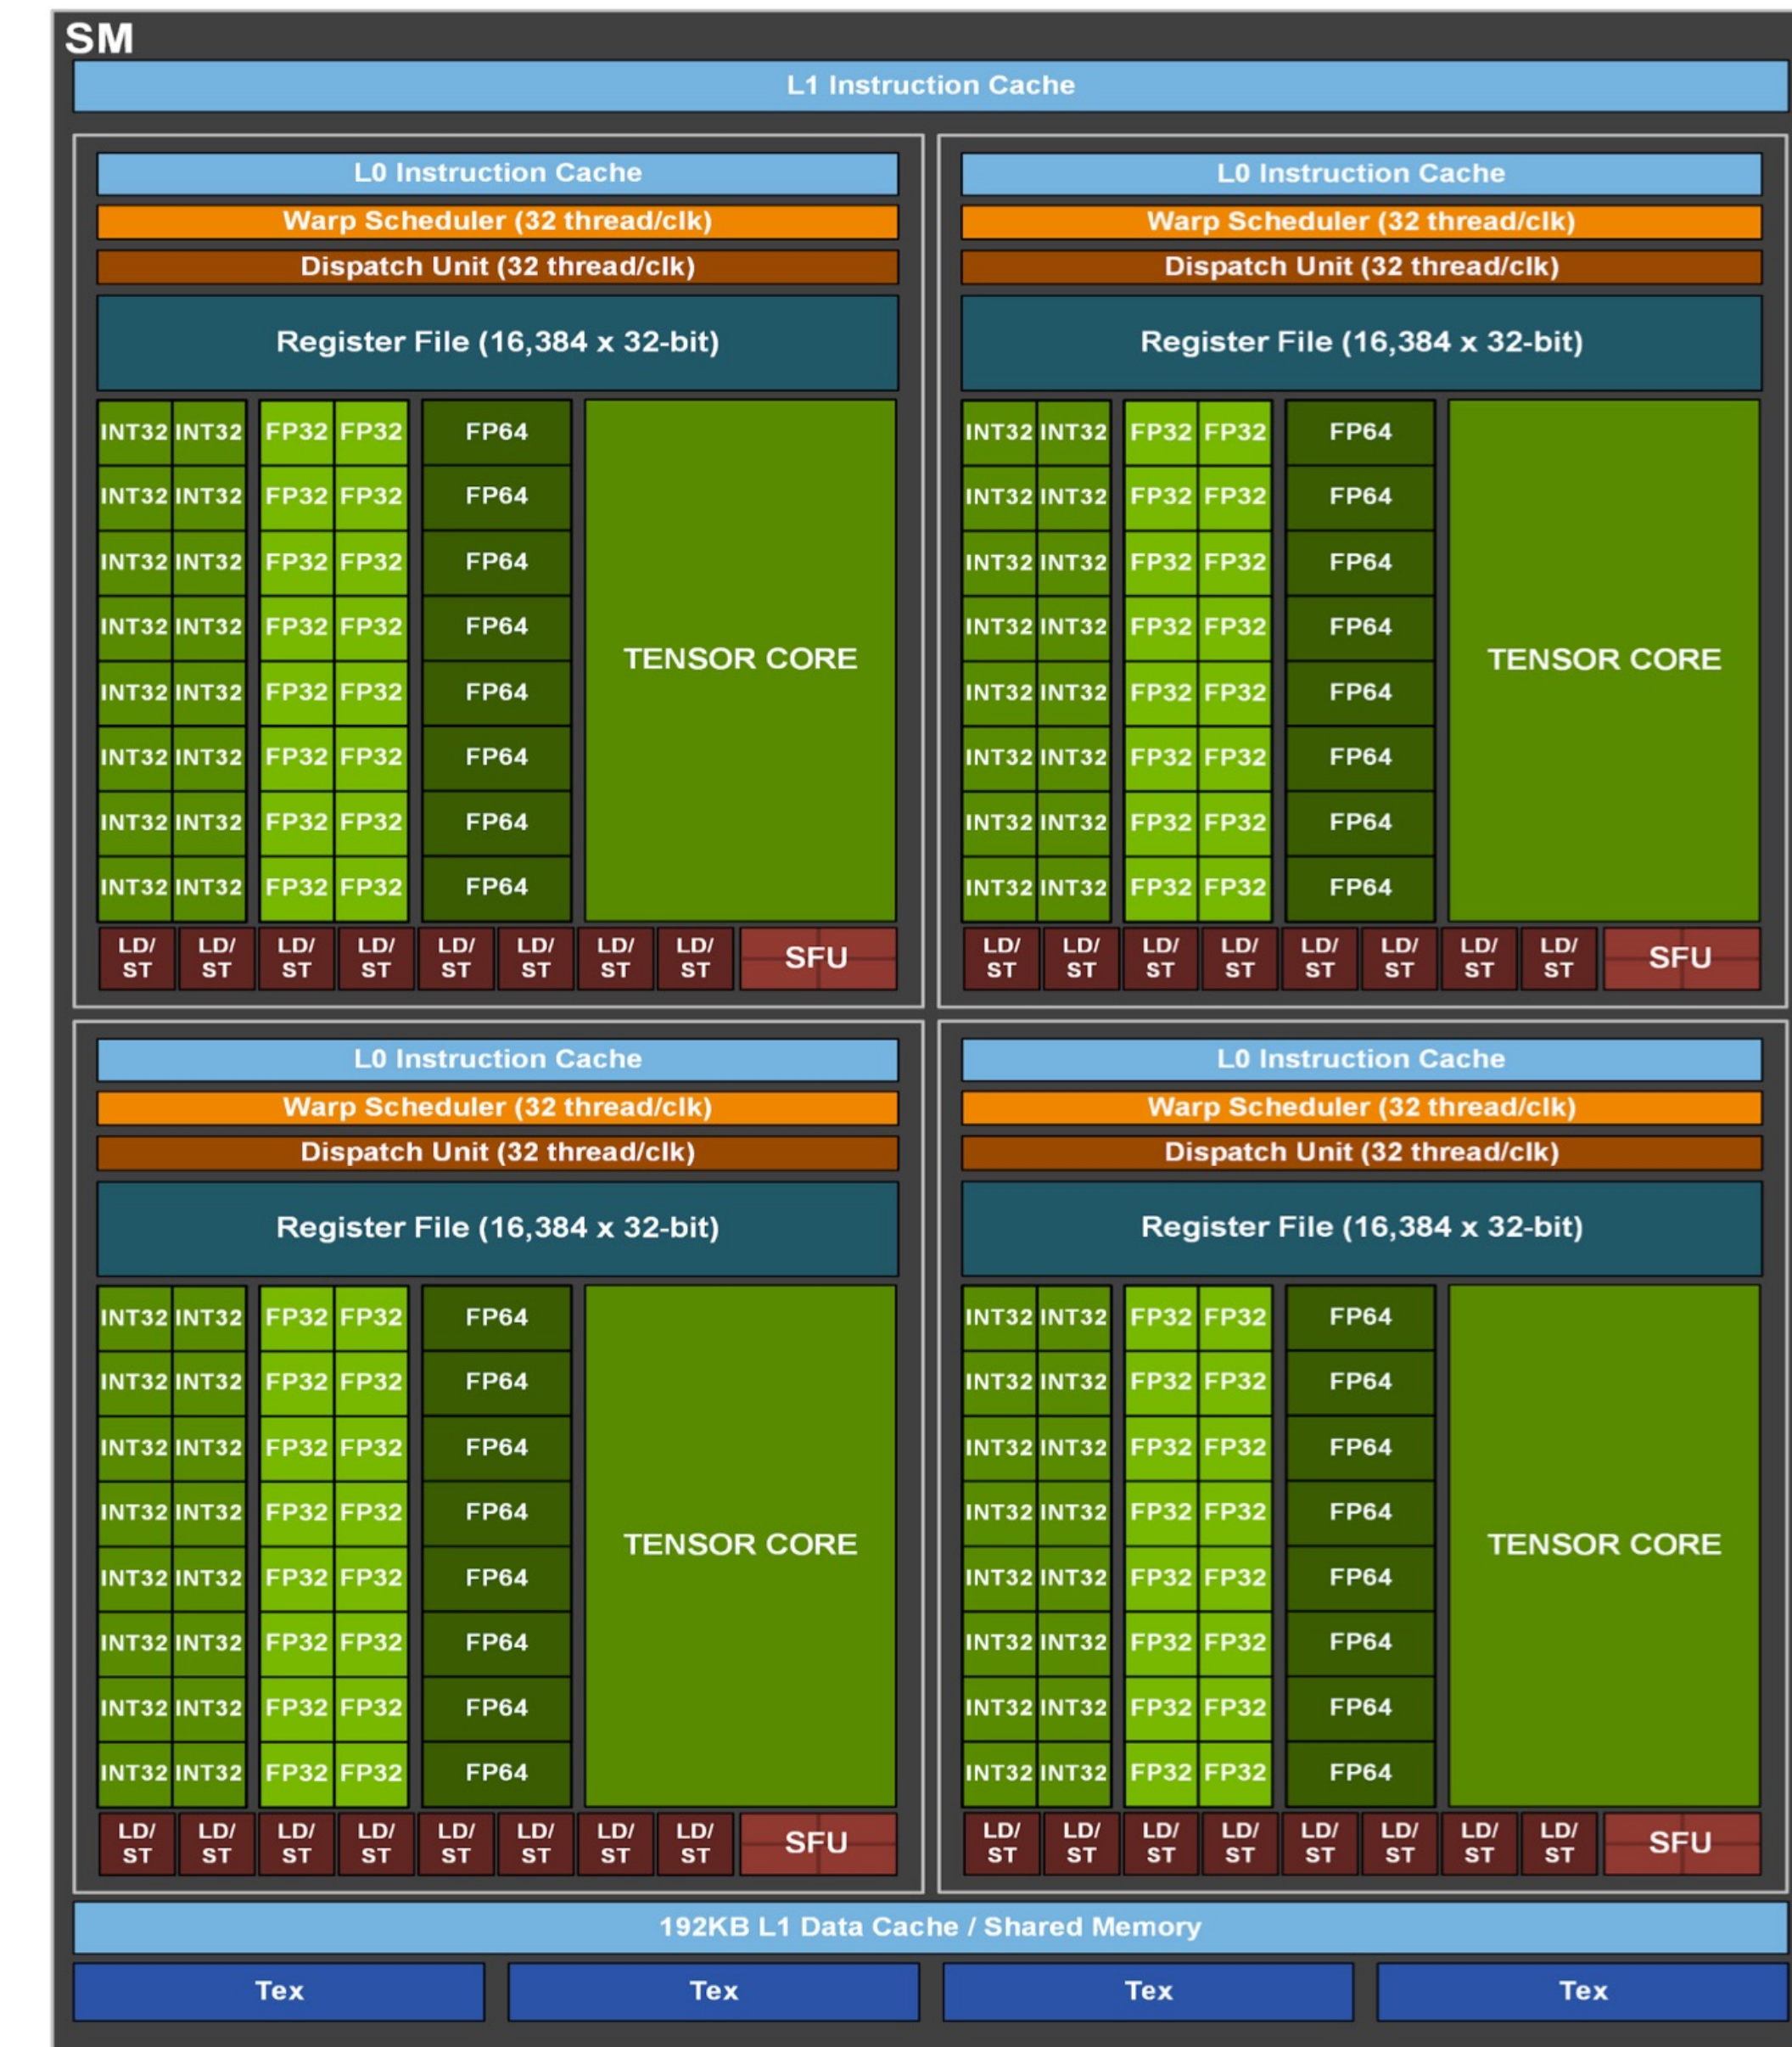 SM
L1 Instruction Cache
L0 Instruction Cache
Warp Scheduler (32 thread/clk)
Dispatch Unit (32 thread/clk)
Register File (16,384 x 32-bit)
INT32 INT32 FP32 FP32 FP64
INT32 INT32 FP32 FP32 FP64
INT32 INT32 FP32 FP32 FP64
INT32 INT32 FP32 FP32 FP64
TENSOR CORE
INT32 INT32 FP32 FP32 FP64
INT32 INT32 FP32 FP32 FP64
INT32 INT32 FP32 FP32 FP64
INT32 INT32 FP32 FP32 FP64
LD/ LD/ LD/ LD/ LD/ LD/ LD/ LD/
ST ST ST ST ST ST ST ST
SFU
L0 Instruction Cache
Warp Scheduler (32 thread/clk)
Dispatch Unit (32 thread/clk)
Register File (16,384 x 32-bit)
INT32 INT32 FP32 FP32 FP64
INT32 INT32 FP32 FP32 FP64
INT32 INT32 FP32 FP32 FP64
INT32 INT32 FP32 FP32 FP64
TENSOR CORE
INT32 INT32 FP32 FP32 FP64
INT32 INT32 FP32 FP32 FP64
INT32 INT32 FP32 FP32 FP64
INT32 INT32 FP32 FP32 FP64
LD/ LD/ LD/ LD/ LD/ LD/ LD/ LD/
ST ST ST ST ST ST ST ST
SFU
L0 Instruction Cache
Warp Scheduler (32 thread/clk)
Dispatch Unit (32 thread/clk)
Register File (16,384 x 32-bit)
INT32 INT32 FP32 FP32 FP64
INT32 INT32 FP32 FP32 FP64
INT32 INT32 FP32 FP32 FP64
INT32 INT32 FP32 FP32 FP64
TENSOR CORE
INT32 INT32 FP32 FP32 FP64
INT32 INT32 FP32 FP32 FP64
INT32 INT32 FP32 FP32 FP64
INT32 INT32 FP32 FP32 FP64
LD/ LD/ LD/ LD/ LD/ LD/ LD/ LD/
ST ST ST ST ST ST ST ST
SFU
L0 Instruction Cache
Warp Scheduler (32 thread/clk)
Dispatch Unit (32 thread/clk)
Register File (16,384 x 32-bit)
INT32 INT32 FP32 FP32 FP64
INT32 INT32 FP32 FP32 FP64
INT32 INT32 FP32 FP32 FP64
INT32 INT32 FP32 FP32 FP64
TENSOR CORE
INT32 INT32 FP32 FP32 FP64
INT32 INT32 FP32 FP32 FP64
INT32 INT32 FP32 FP32 FP64
INT32 INT32 FP32 FP32 FP64
LD/ LD/ LD/ LD/ LD/ LD/ LD/ LD/
ST ST ST ST ST ST ST ST
SFU
192KB L1 Data Cache / Shared Memory
Tex Tex Tex Tex